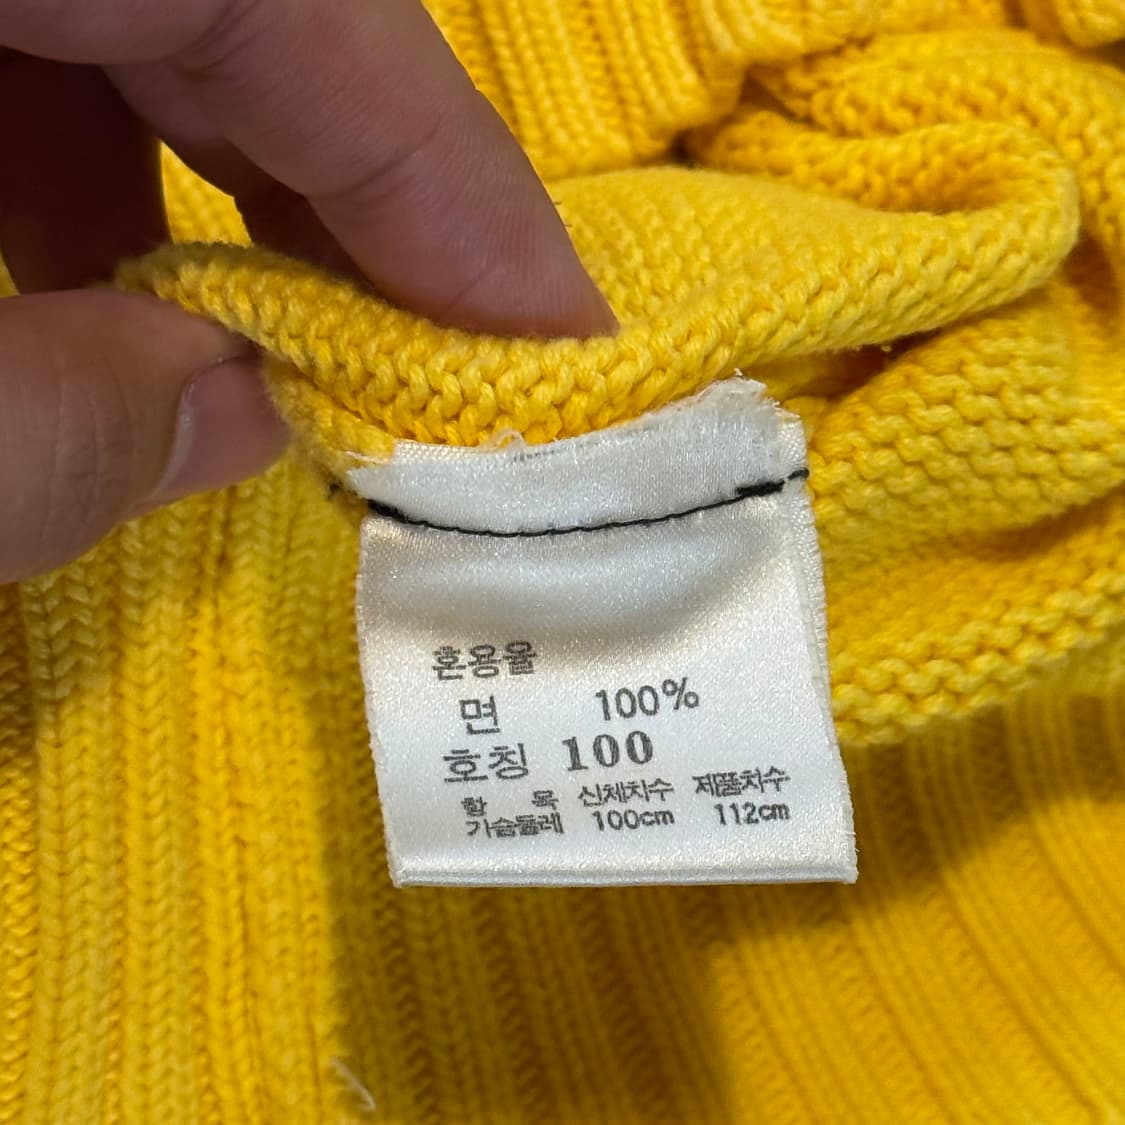 혼용율
면 100%
호칭 100
항 목 신체치수 제품치수
가슴둘레 100cm 112cm